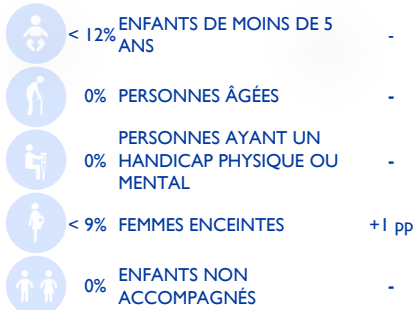 < 12% ENFANTS DE MOINS DE 5 -
ANS
0% PERSONNES ÂGÉES -
PERSONNES AYANT UN
0% HANDICAP PHYSIQUE OU -
MENTAL
< 9% FEMMES ENCEINTES +1 pp
0% ENFANTS NON -
ACCOMPAGNÉS